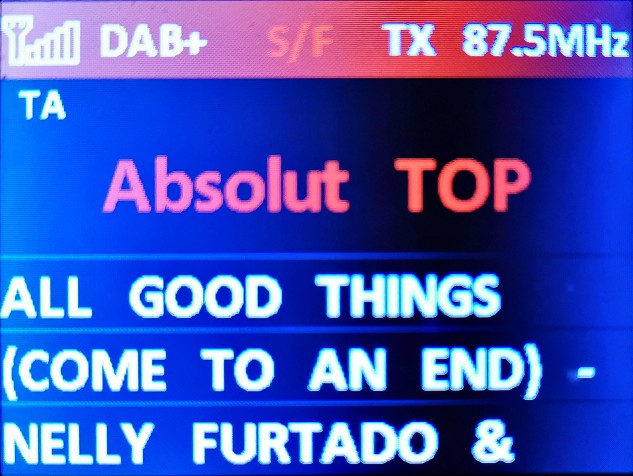 DAB+ S/F TX 87.5MHz
TA
Absolut TOP
ALL GOOD THINGS
(COME TO AN END) -
NELLY FURTADO &